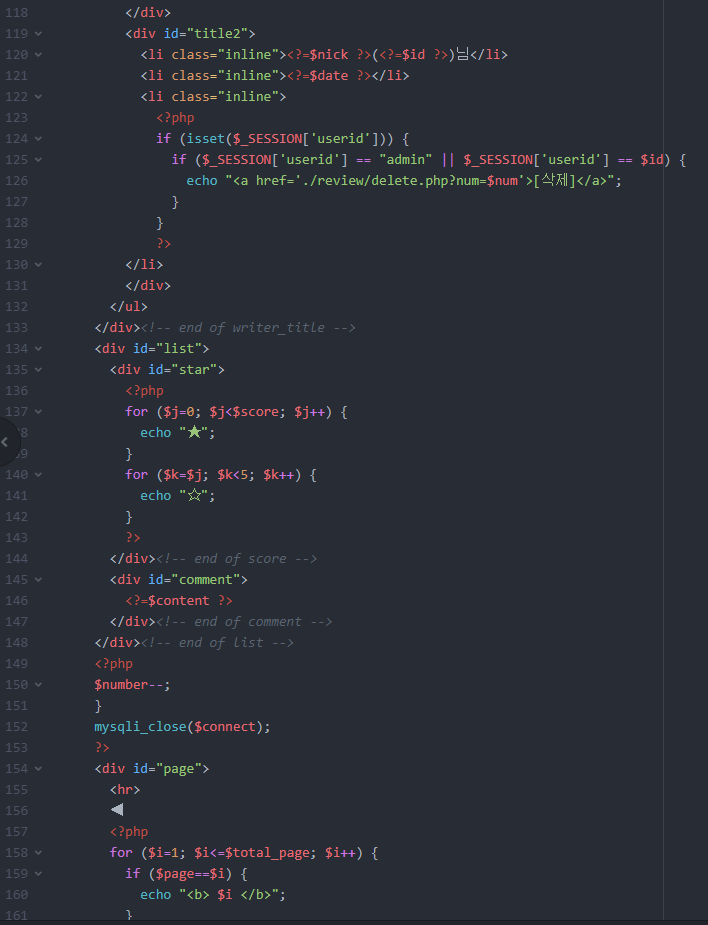 118 </div>
119 <div id="title2">
120 <li class="inline"><?=$nick ?>(<?=$id ?>)님</li>
121 <li class="inline"><?=$date ?></li>
122 <li class="inline">
123 <?php
124 if (isset($_SESSION['userid'])) {
125 if ($_SESSION['userid'] == "admin" || $_SESSION['userid'] == $id) {
126 echo "<a href='./review/delete.php?num=$num'>[삭제]</a>";
127 }
128 }
129 ?>
130 </li>
131 </div>
132 </ul>
133 </div><!-- end of writer_title -->
134 <div id="list">
135 <div id="star">
136 <?php
137 for ($j=0; $j<$score; $j++) {
8 echo "★";
9 }
140 for ($k=$j; $k<5; $k++) {
141 echo "☆";
142 }
143 ?>
144 </div><!-- end of score -->
145 <div id="comment">
146 <?=$content ?>
147 </div><!-- end of comment -->
148 </div><!-- end of list -->
149 <?php
150 $number--;
151 }
152 mysqli_close($connect);
153 ?>
154 <div id="page">
155 <hr>
156 ◀
157 <?php
158 for ($i=1; $i<=$total_page; $i++) {
159 if ($page==$i) {
160 echo "<b> $i </b>";
161 }